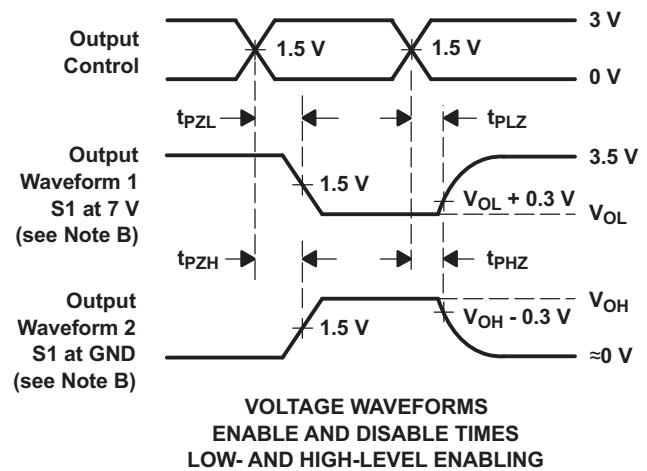 3 V
Output
Control
1.5 V
1.5 V
0 V
tPZL
tPLZ
Output
Waveform 1
S1 at 7 V
(see Note B)
3.5 V
1.5 V
VOL + 0.3 V
VOL
tPZH
tPHZ
Output
Waveform 2
S1 at GND
(see Note B)
VOH
1.5 V
VOH - 0.3 V
≈0 V
VOLTAGE WAVEFORMS
ENABLE AND DISABLE TIMES
LOW- AND HIGH-LEVEL ENABLING